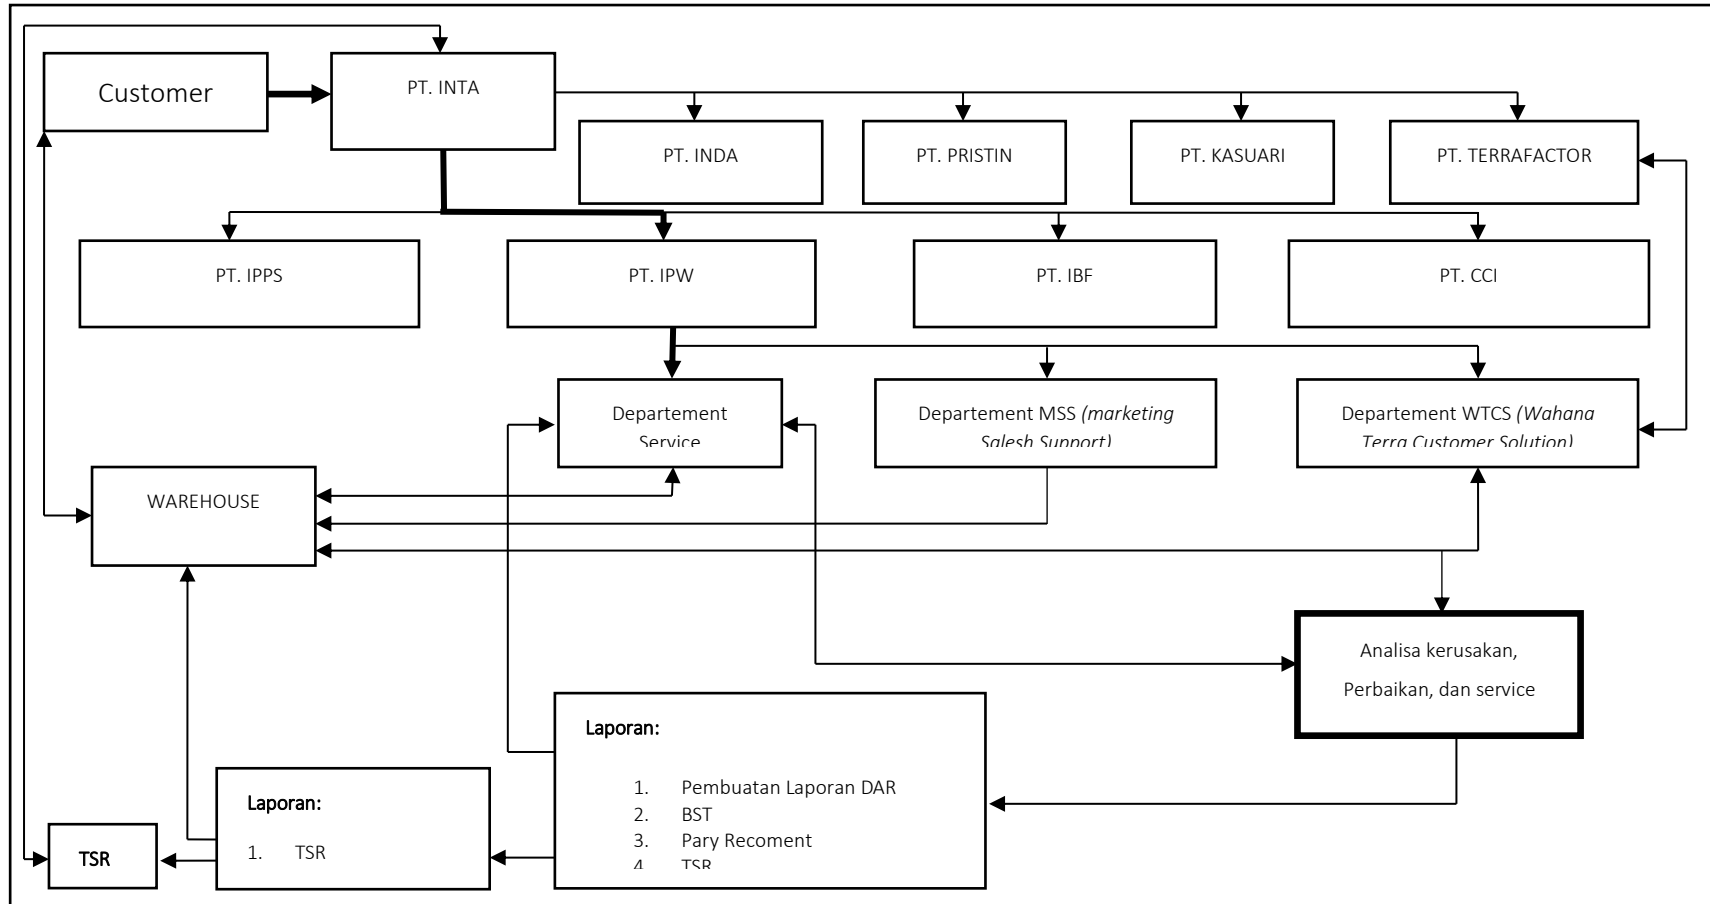 Customer
PT. INTA
PT. INDA
PT. PRISTIN
PT. KASUARI
PT. TERRAFACTOR
PT. IPPS
PT. IPW
PT. IBF
PT. CCI
Departement
Service
Departement MSS (marketing
Salesh Support)
Departement WTCS (Wahana
Terra Customer Solution)
WAREHOUSE
Analisa kerusakan,
Perbaikan, dan service
Laporan:
1. Pembuatan Laporan DAR
2. BST
3. Pary Recoment
4. TSR
Laporan:
1. TSR
TSR